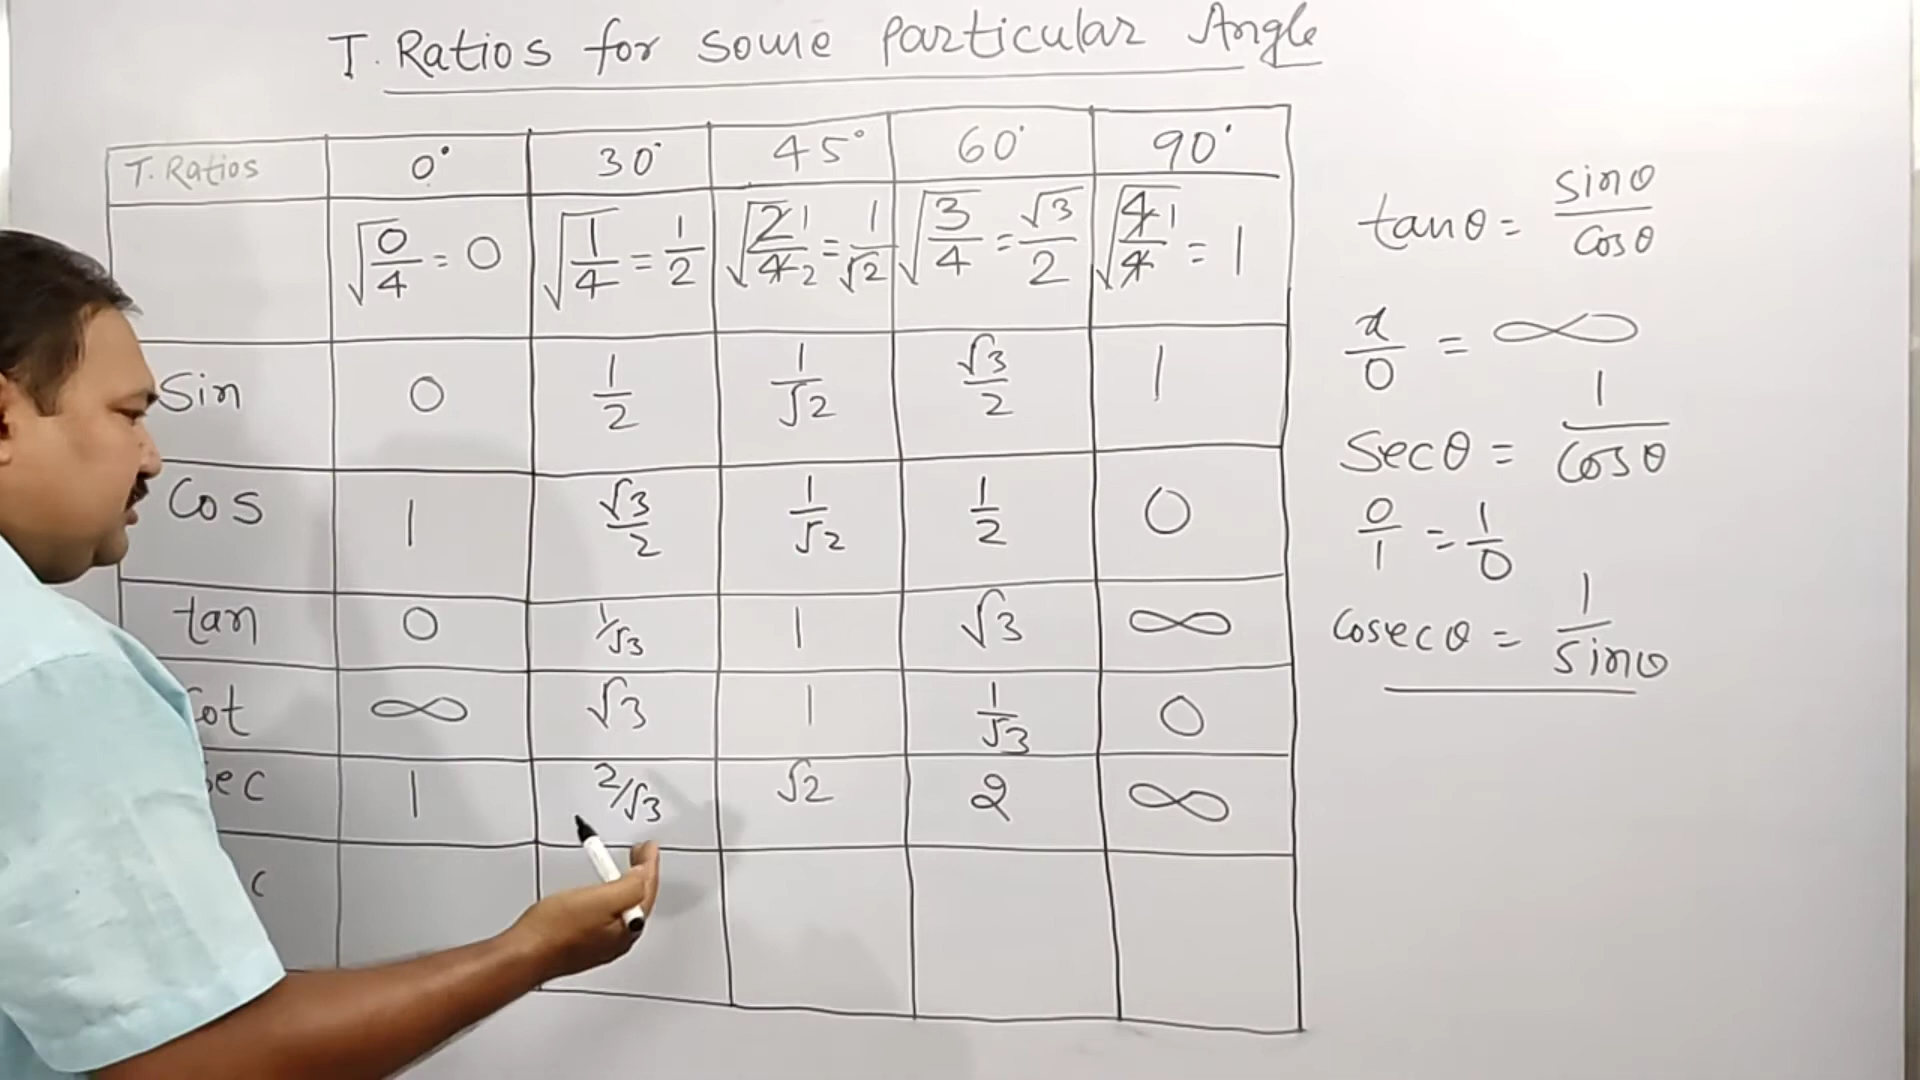 T. Ratios for some particular Angle
T. Ratios 0° 30° 45° 60° 90°
√0/4 = 0 √1/4 = 1/2 √2/4 1 2 = 1/√2 √3/4 = √3/2 √4/4 1 = 1
Sin 0 1/2 1/√2 √3/2 1
Cos 1 √3/2 1/√2 1/2 0
tan 0 1/√3 1 √3 ∞
cot ∞ √3 1 1/√3 0
ec 1 2/√3 √2 2 ∞
c
tanθ = sinθ/cosθ
x/0 = ∞
secθ = 1/cosθ
0/1 = 1/0
cosecθ = 1/sinθ